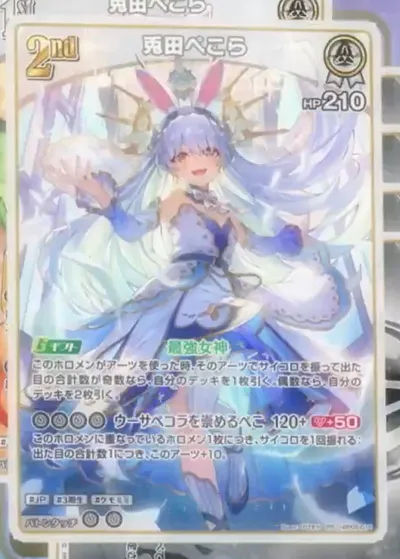 兎田ぺこら
2nd
兎田ぺこら
HP210
ギフト 最強女神
このホロメンがアーツを使った時、そのアーツでサイコロを振って出た
目の合計数が奇数なら、自分のデッキを1枚引く。偶数なら、自分の
デッキを2枚引く。
ウーサペコラを崇めるぺこ 120+ +50
このホロメンに重なっているホロメン1枚につき、サイコロを1回振れる:
出た目の合計数1につき、このアーツ+10。
#JP #3期生 #ケモミミ
バトンタッチ